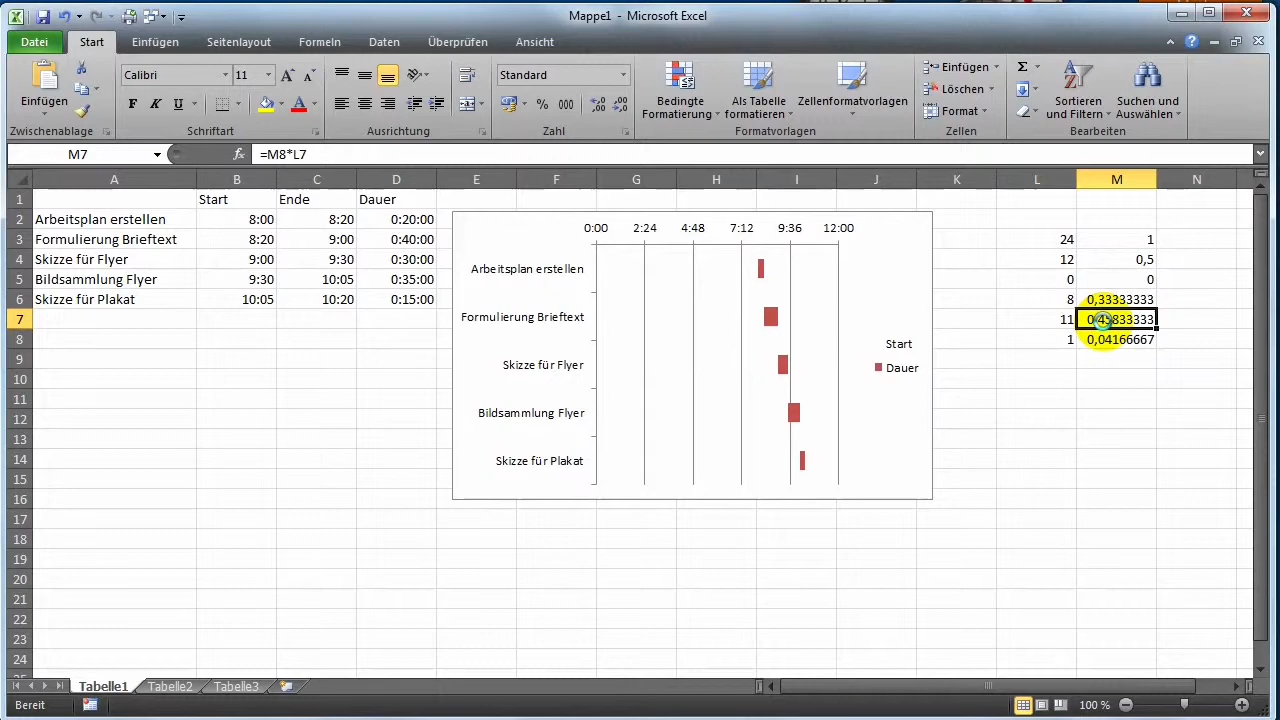 Mappe1 - Microsoft Excel
Datei Start Einfügen Seitenlayout Formeln Daten Überprüfen Ansicht
Einfügen
Calibri 11
F K U
Standard
% 000
Bedingte Formatierung
Als Tabelle formatieren
Zellenformatvorlagen
Einfügen
Löschen
Format
Σ
Sortieren und Filtern
Suchen und Auswählen
Zwischenablage Schriftart Ausrichtung Zahl Formatvorlagen Zellen Bearbeiten
M7 fx =M8*L7
A B C D E F G H I J K L M N
1 Start Ende Dauer
2 Arbeitsplan erstellen 8:00 8:20 0:20:00
3 Formulierung Brieftext 8:20 9:00 0:40:00 24 1
4 Skizze für Flyer 9:00 9:30 0:30:00 12 0,5
5 Bildsammlung Flyer 9:30 10:05 0:35:00 0 0
6 Skizze für Plakat 10:05 10:20 0:15:00 8 0,33333333
7 11 0,45833333
8 1 0,04166667
10
11
12
13
14
15
16
17
18
19
20
21
22
23
24
0:00 2:24 4:48 7:12 9:36 12:00
Arbeitsplan erstellen
Formulierung Brieftext
Skizze für Flyer
Bildsammlung Flyer
Skizze für Plakat
Start
Dauer
Tabelle1 Tabelle2 Tabelle3
Bereit 100 %